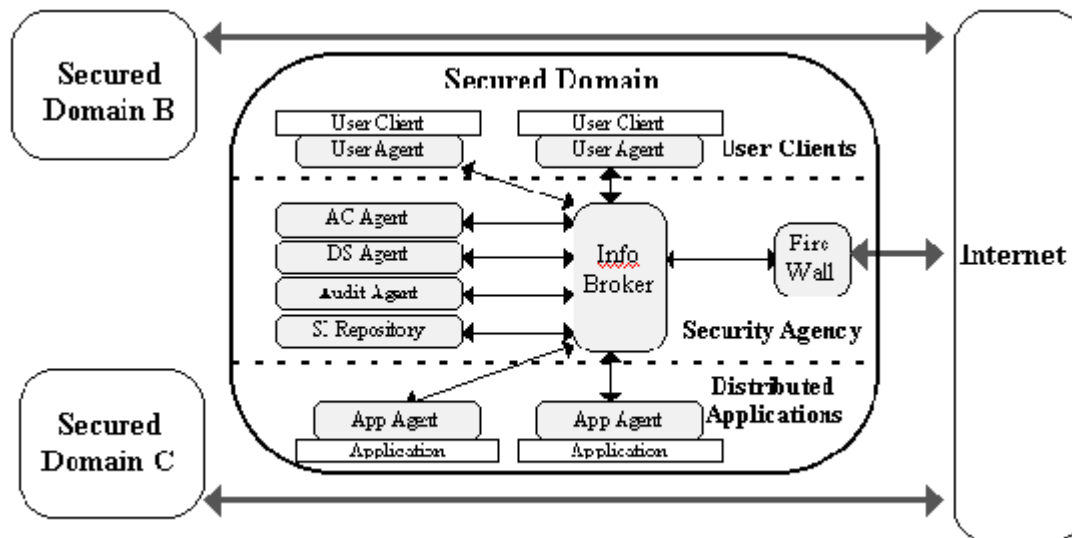 Secured
Domain B
Secured Domain
User Client
User Client
User Agent
User Agent
User Clients
AC Agent
DS Agent
Audit Agent
Repository
Info
Broker
Fire
Wall
Internet
Security Agency
Distributed
Applications
App Agent
App Agent
Application
Application
Secured
Domain C